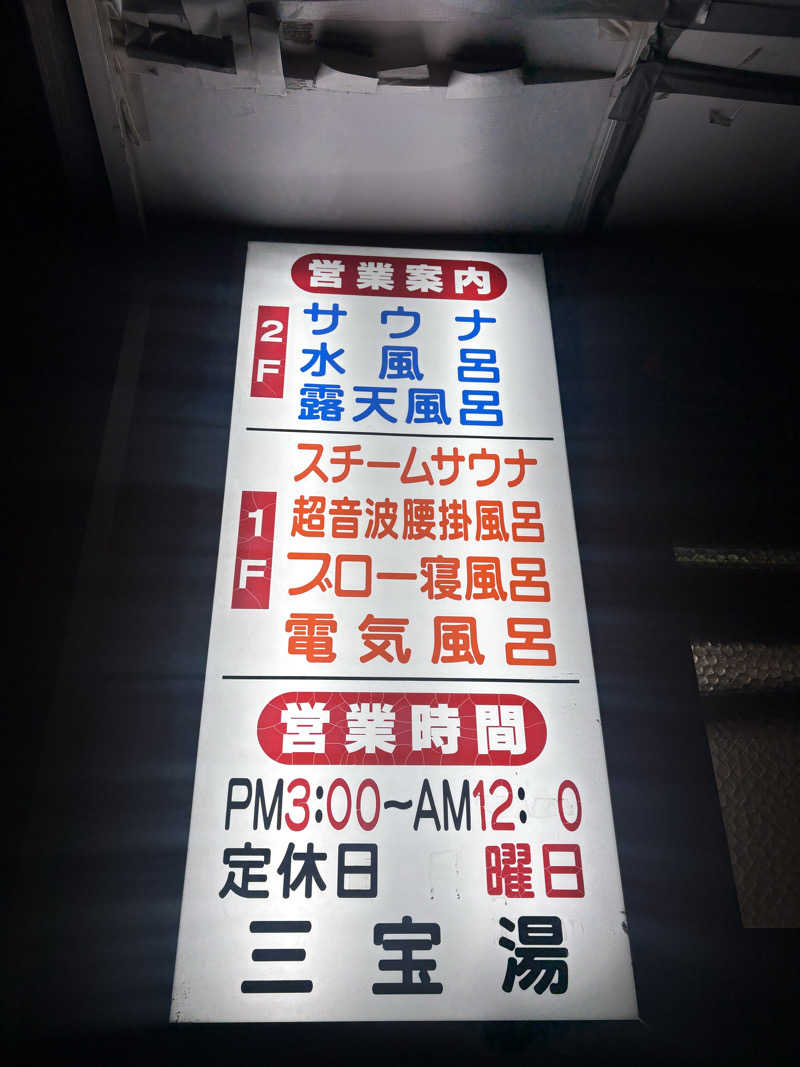 営業案内
2F
サウナ
水風呂
露天風呂
1F
スチームサウナ
超音波腰掛風呂
ブロー寝風呂
電気風呂
営業時間
PM3:00~AM12: 0
定休日 曜日
三宝湯